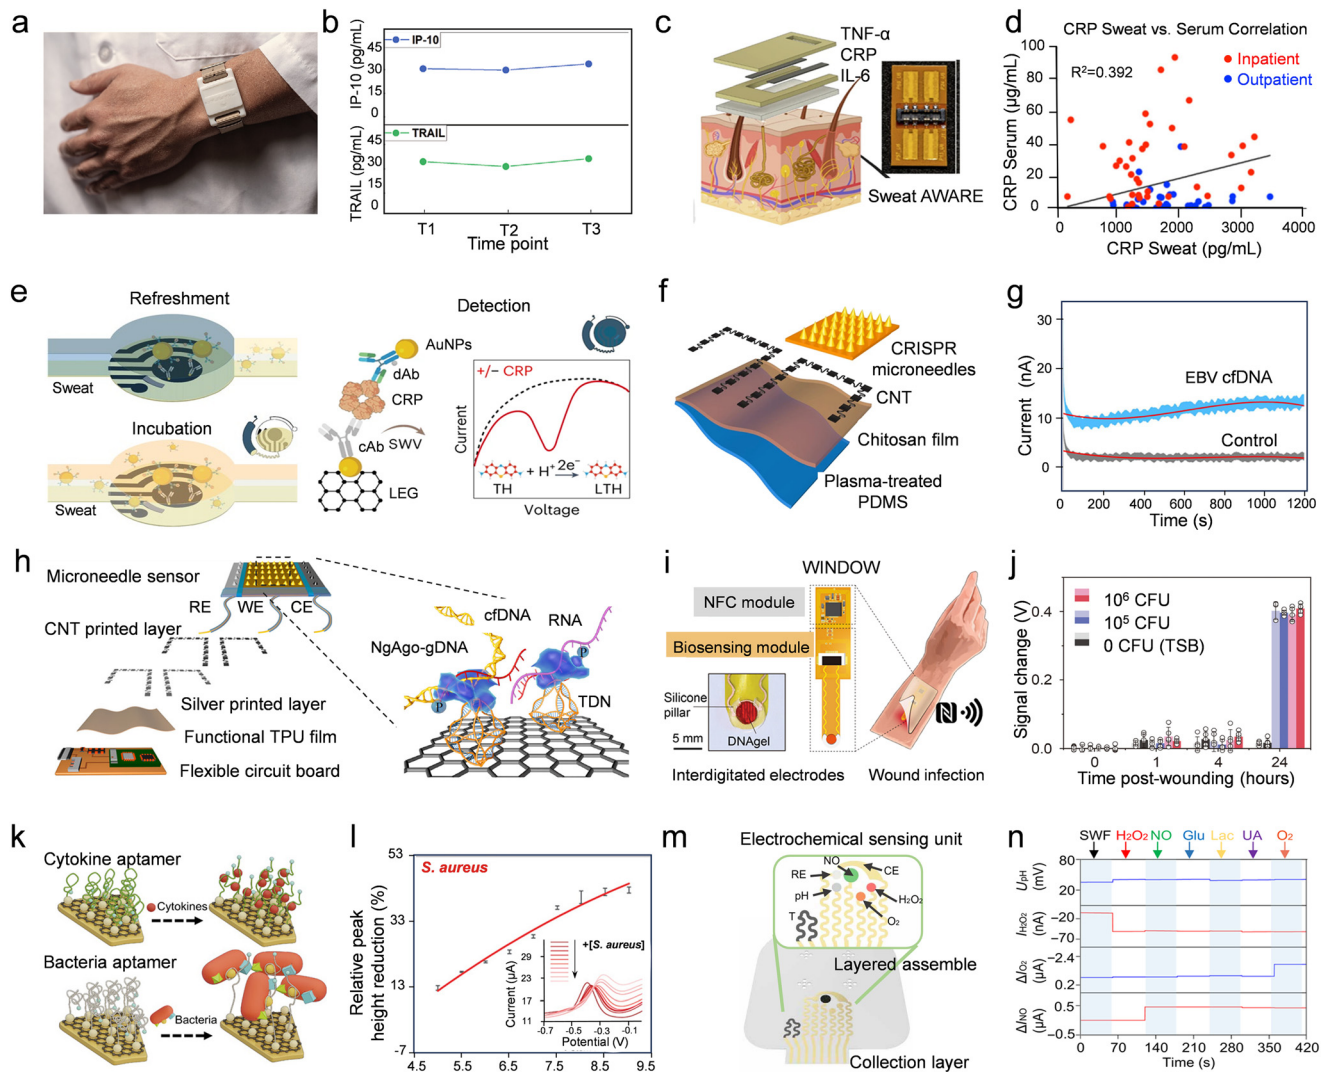 a
b
IP-10
IP-10 (pg/mL)
45
30
15
0
TRAIL
TRAIL (pg/mL)
45
30
15
0
T1 T2 T3
Time point
c
TNF-α
CRP
IL-6
Sweat AWARE
d
CRP Sweat vs. Serum Correlation
R²=0.392
Inpatient
Outpatient
CRP Serum (µg/mL)
100
80
60
40
20
0
0 1000 2000 3000 4000
CRP Sweat (pg/mL)
e
Refreshment
Sweat
Incubation
Sweat
Detection
AuNPs
dAb
CRP
cAb
SWV
LEG
+/− CRP
Current
+ H⁺ 2e⁻
TH LTH
Voltage
f
CRISPR
microneedles
CNT
Chitosan film
Plasma-treated
PDMS
g
Current (nA)
30
20
10
0
EBV cfDNA
Control
0 200 400 600 800 1000 1200
Time (s)
h
Microneedle sensor
RE WE CE
CNT printed layer
Silver printed layer
Functional TPU film
Flexible circuit board
cfDNA
RNA
NgAgo-gDNA
P
P
TDN
i
WINDOW
NFC module
Biosensing module
Silicone
pillar
DNAgel
5 mm
Interdigitated electrodes
Wound infection
j
10⁶ CFU
10⁵ CFU
0 CFU (TSB)
Signal change (V)
0.4
0.2
0.0
0 1 4 24
Time post-wounding (hours)
k
Cytokine aptamer
Cytokines
Bacteria aptamer
Bacteria
l
S. aureus
Relative peak
height reduction (%)
53
33
13
-7
4.5 5.5 6.5 7.5 8.5 9.5
+[S. aureus]
Current (µA)
29
26
23
20
17
14
11
-0.7 -0.5 -0.3 -0.1
Potential (V)
m
Electrochemical sensing unit
NO
RE
CE
pH
H₂O₂
O₂
T
Layered assemble
Collection layer
n
SWF H₂O₂ NO Glu Lac UA O₂
U_pH
(mV)
80
20
I_H₂O₂
(nA)
−20
−70
ΔI_O₂
(µA)
−2.4
0.2
ΔI_NO
(µA)
0.5
−0.5
0 70 140 210 280 350 420
Time (s)